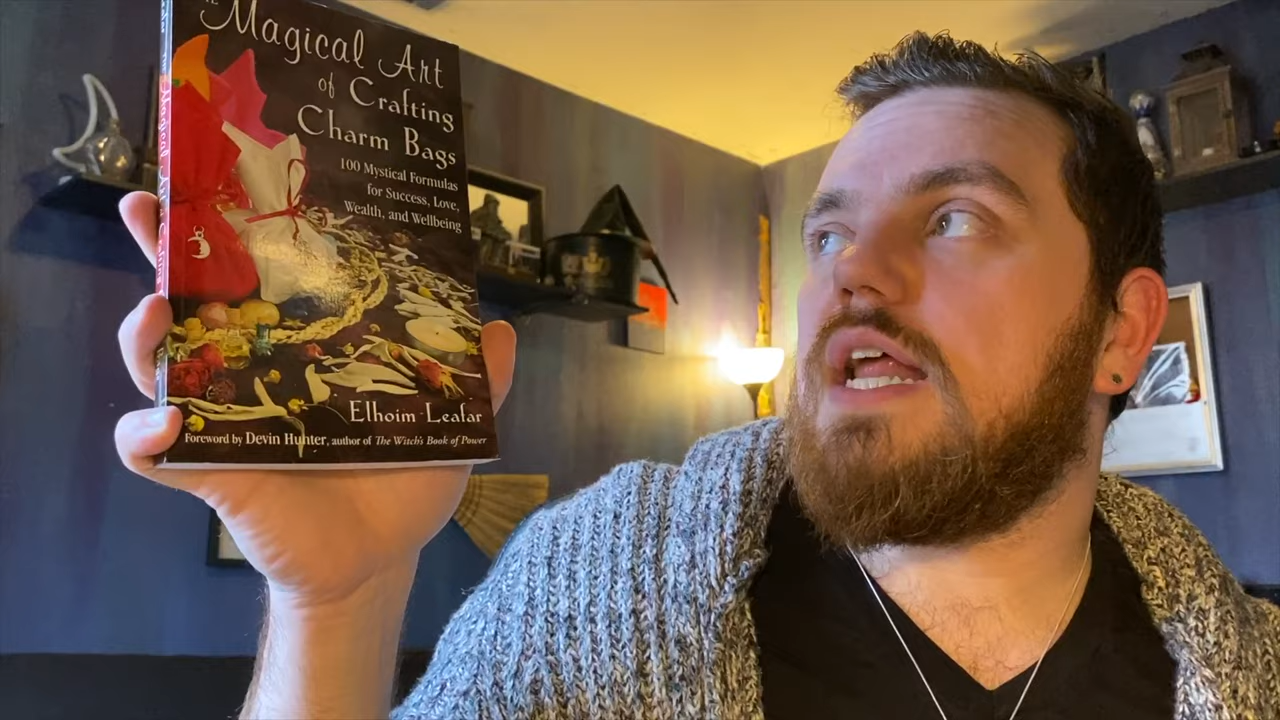 Magical Art
of Crafting
Charm Bags
100 Mystical Formulas
for Success, Love,
Wealth, and Wellbeing
Elhoim Leafar
Foreword by Devin Hunter, author of The Witch's Book of Power